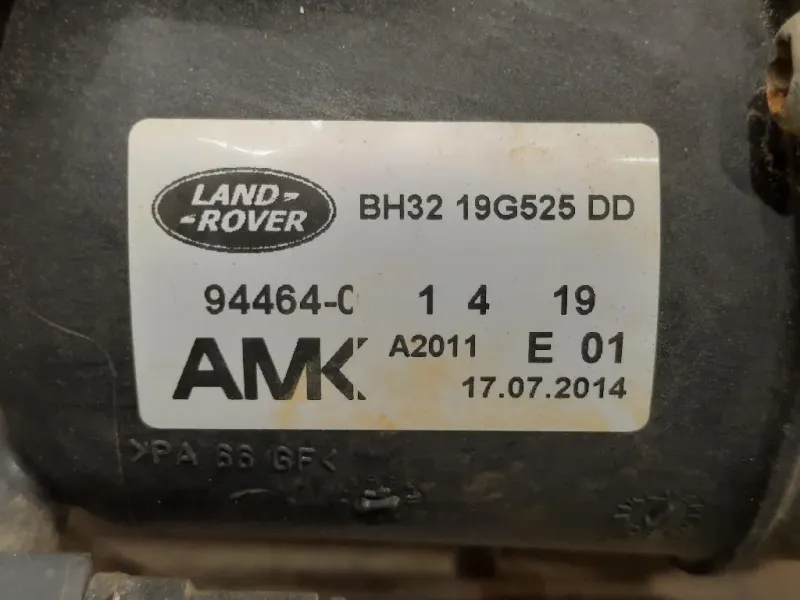 LAND-
-ROVER
BH32 19G525 DD
94464-0 1 4 19
AMK A2011 E 01
17.07.2014
>PA 66 GF<